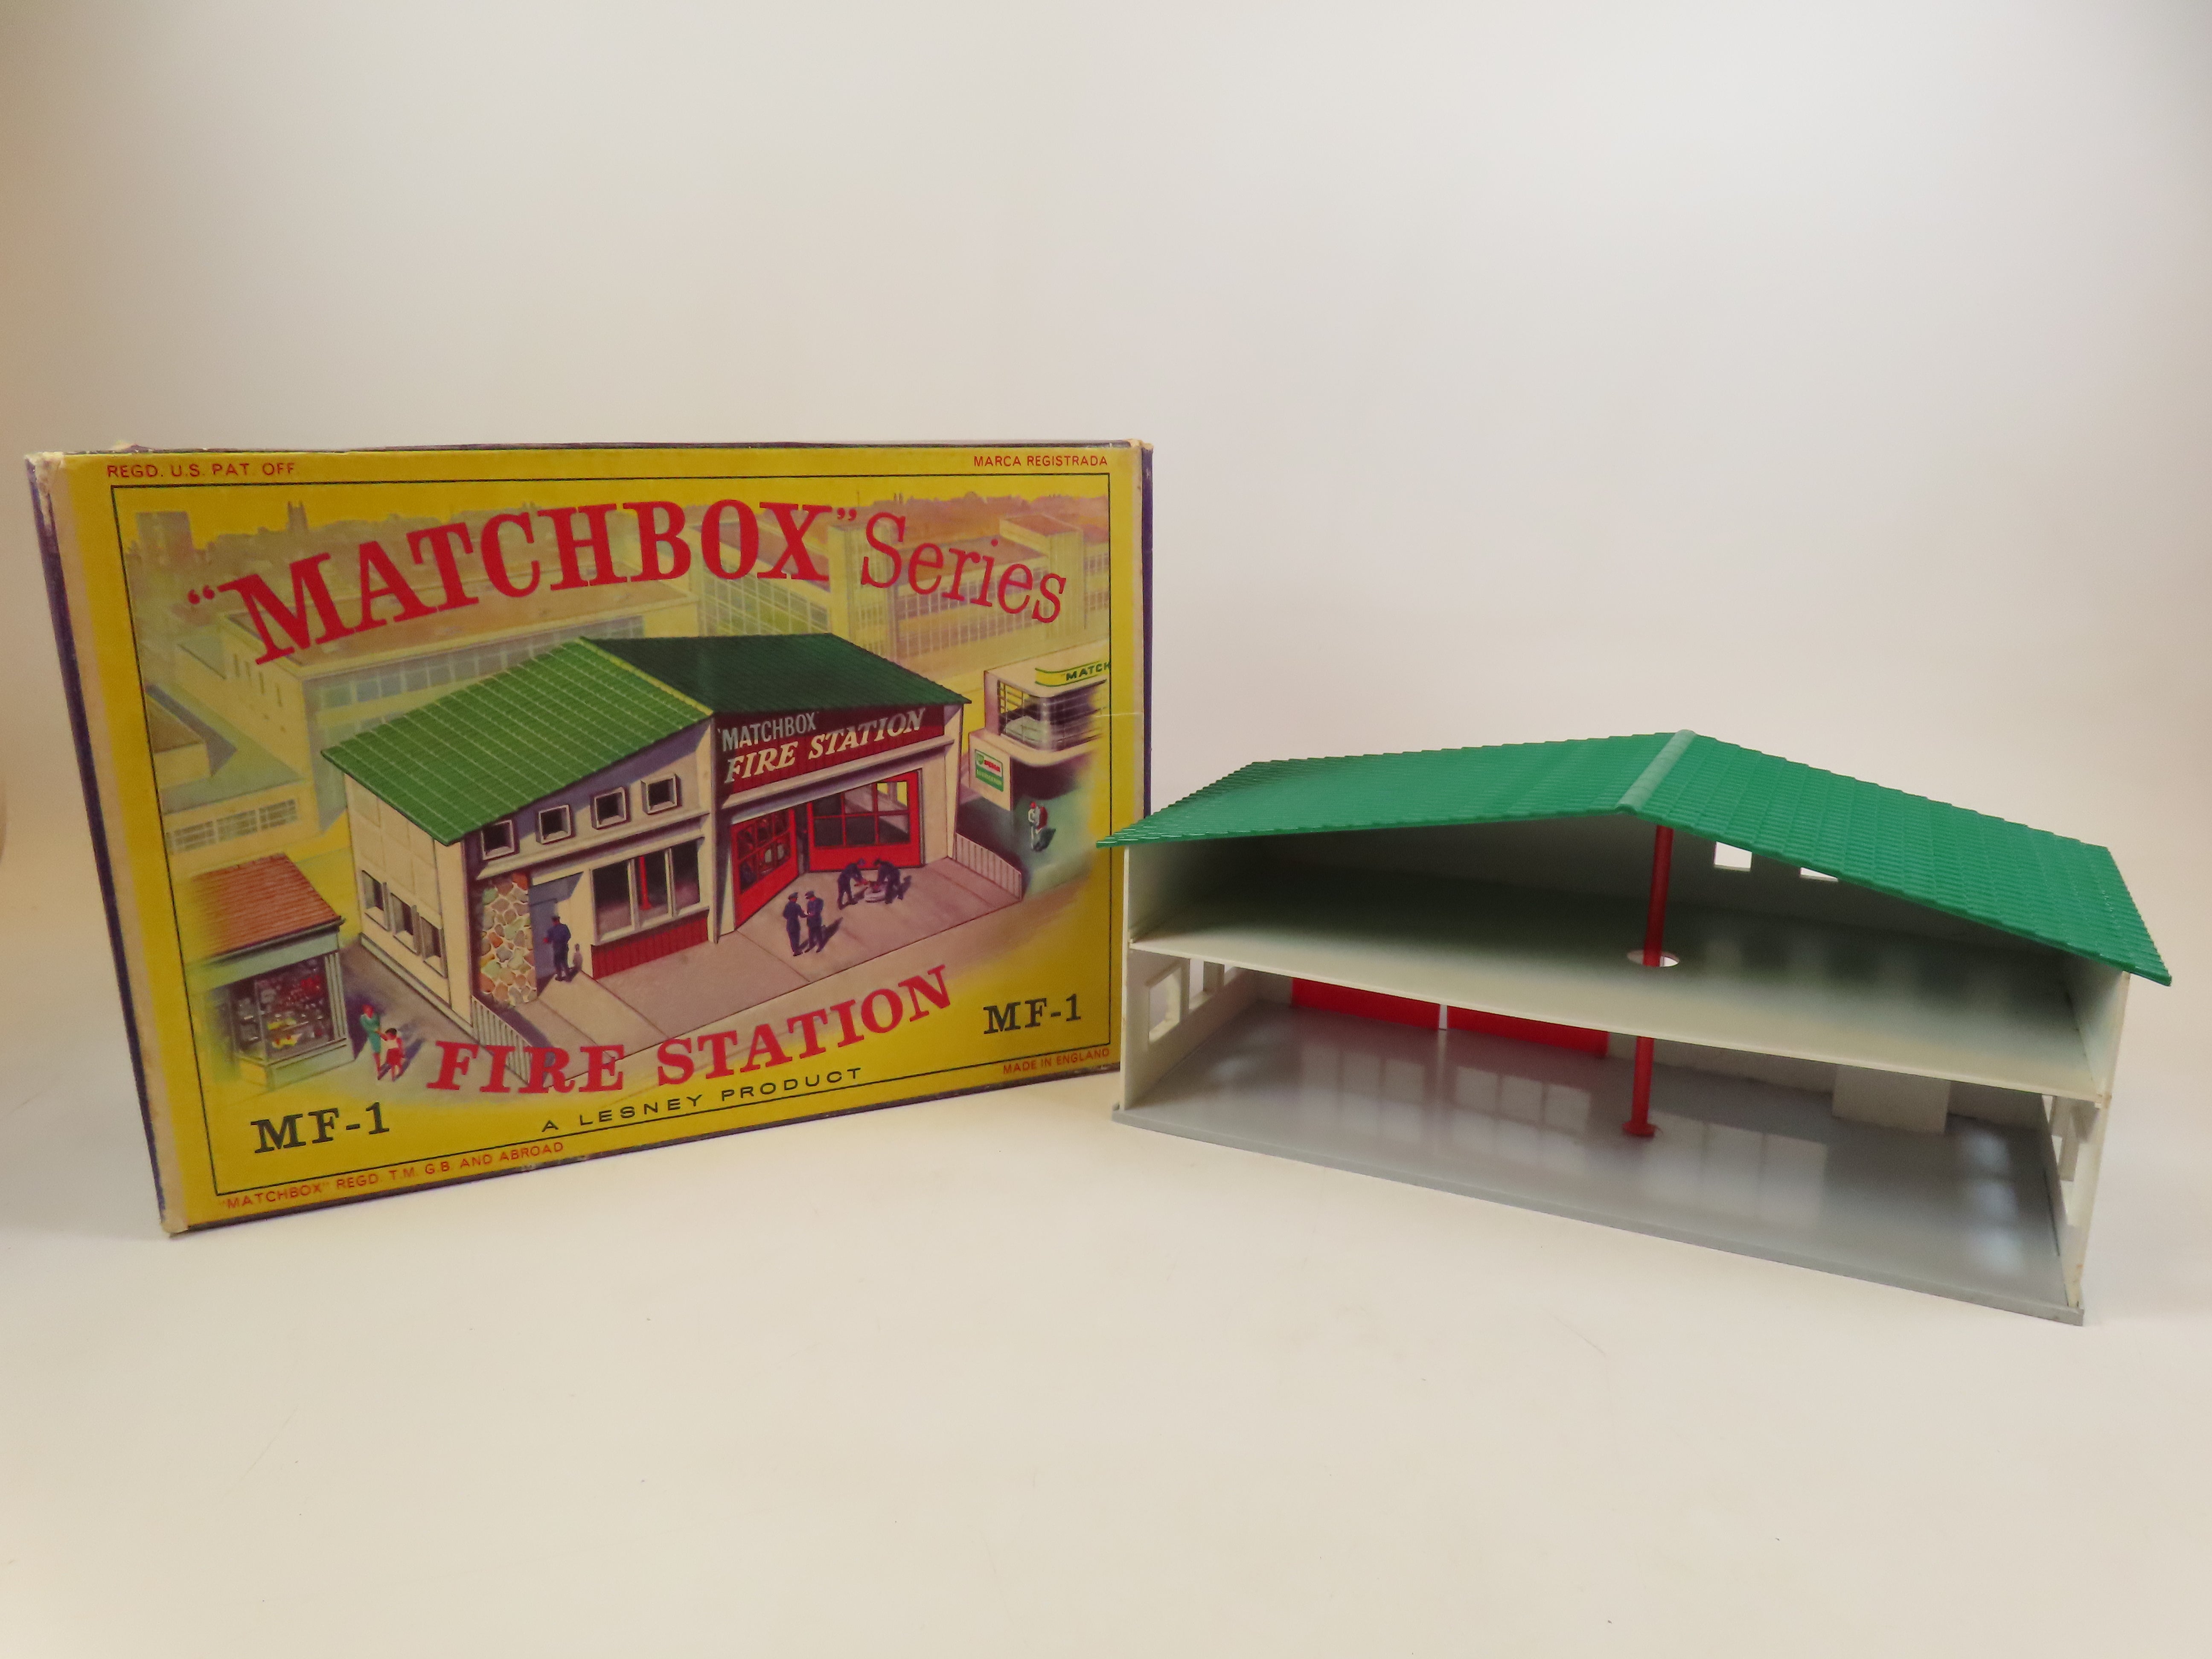 REGD. U.S. PAT. OFF
MARCA REGISTRADA
"MATCHBOX" Series
MATCH
"MATCHBOX"
FIRE STATION
FIRE STATION
MF-1
MF-1
A LESNEY PRODUCT
MADE IN ENGLAND
"MATCHBOX" REGD. T.M. G.B. AND ABROAD